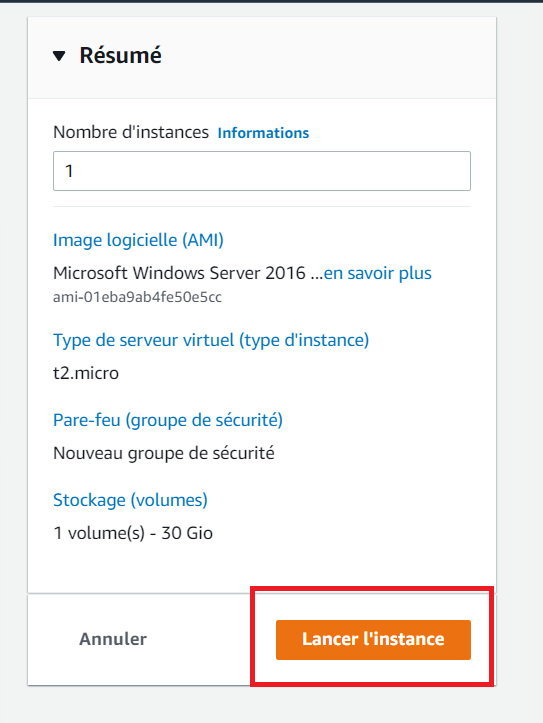 Résumé
Nombre d'instances Informations
1
Image logicielle (AMI)
Microsoft Windows Server 2016 ...en savoir plus
ami-01eba9ab4fe50e5cc
Type de serveur virtuel (type d'instance)
t2.micro
Pare-feu (groupe de sécurité)
Nouveau groupe de sécurité
Stockage (volumes)
1 volume(s) - 30 Gio
Annuler
Lancer l'instance